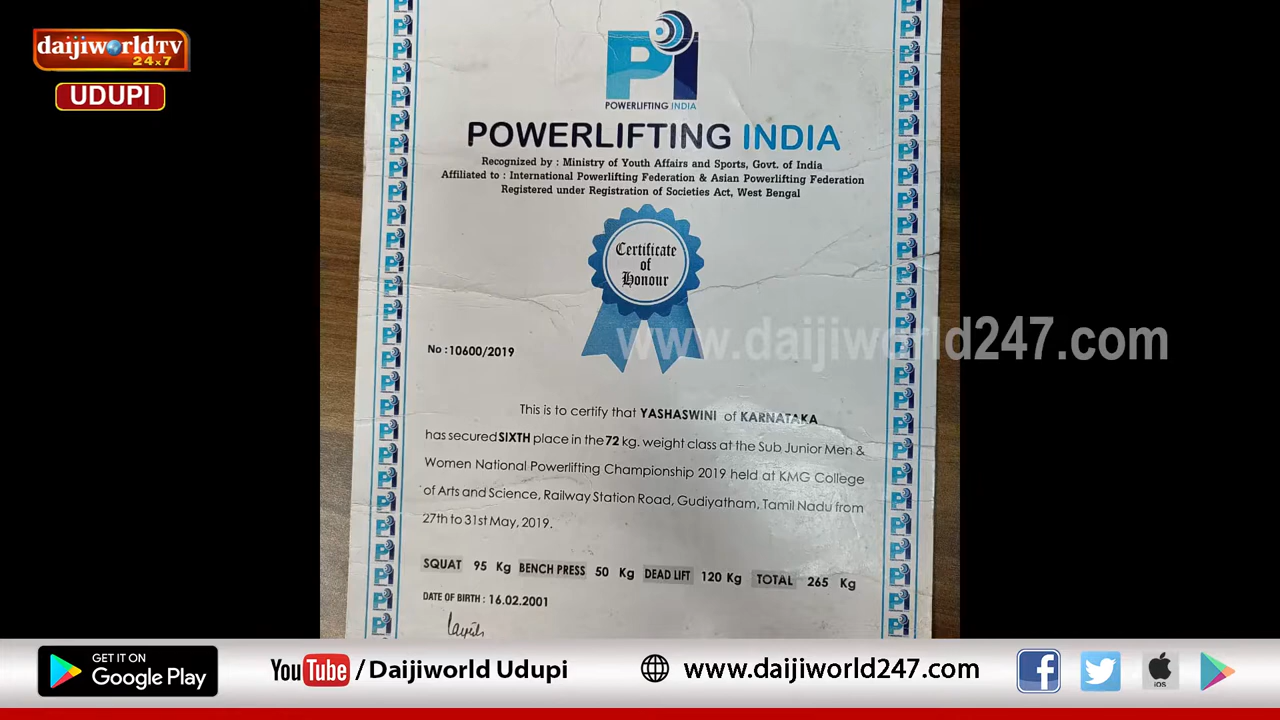 daijiworldTV
24x7
UDUPI
PI
POWERLIFTING INDIA
POWERLIFTING INDIA
Recognized by : Ministry of Youth Affairs and Sports, Govt. of India
Affiliated to : International Powerlifting Federation & Asian Powerlifting Federation
Registered under Registration of Societies Act, West Bengal
Certificate
of
Honour
www.daijiworld247.com
No : 10600/2019
This is to certify that YASHASWINI of KARNATAKA
has secured SIXTH place in the 72 kg. weight class at the Sub Junior Men &
Women National Powerlifting Championship 2019 held at KMG College
of Arts and Science, Railway Station Road, Gudiyatham, Tamil Nadu from
27th to 31st May, 2019.
SQUAT 95 Kg BENCH PRESS 50 Kg DEAD LIFT 120 Kg TOTAL 265 Kg
DATE OF BIRTH : 16.02.2001
GET IT ON
Google Play
YouTube / Daijiworld Udupi
www.daijiworld247.com
iOS